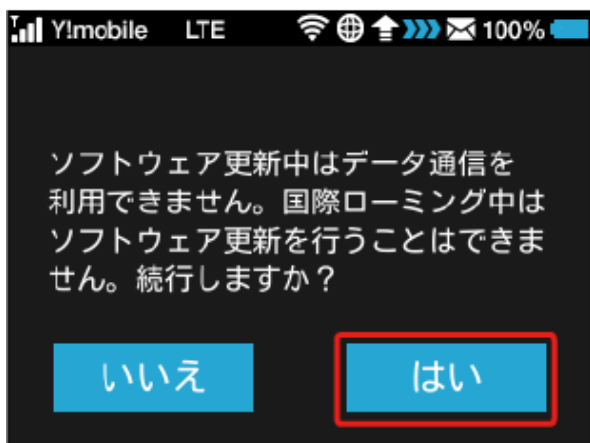 Y!mobile LTE 100%
ソフトウェア更新中はデータ通信を
利用できません。国際ローミング中は
ソフトウェア更新を行うことはできま
せん。続行しますか？
いいえ はい